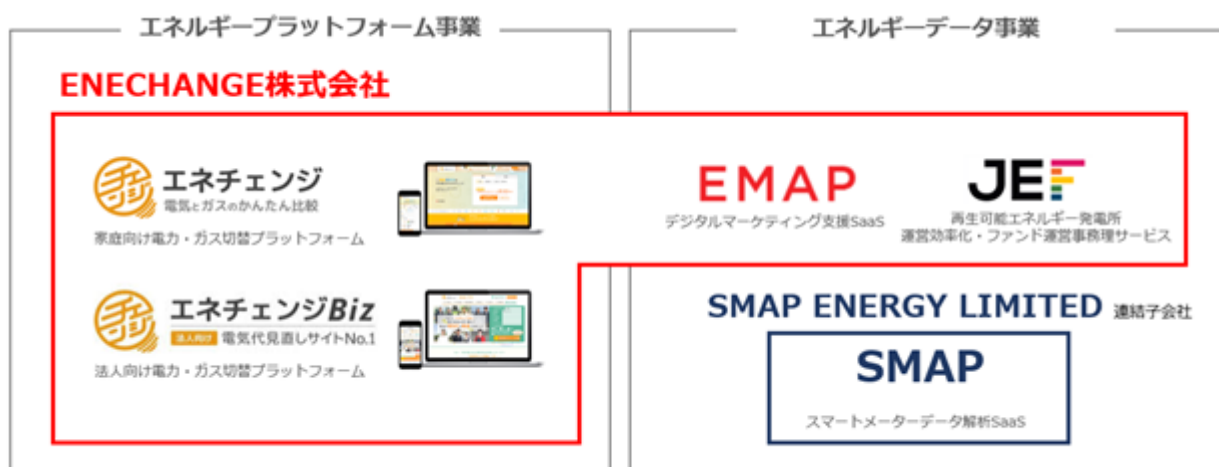 エネルギープラットフォーム事業
エネルギーデータ事業
ENECHANGE株式会社
エネチェンジ
電気とガスのかんたん比較
家庭向け電力・ガス切替プラットフォーム
エネチェンジBiz
法人向け 電気代見直しサイトNo.1
法人向け電力・ガス切替プラットフォーム
EMAP
デジタルマーケティング支援SaaS
JEF
再生可能エネルギー発電所
運営効率化・ファンド運営事務理サービス
SMAP ENERGY LIMITED 連結子会社
SMAP
スマートメーターデータ解析SaaS